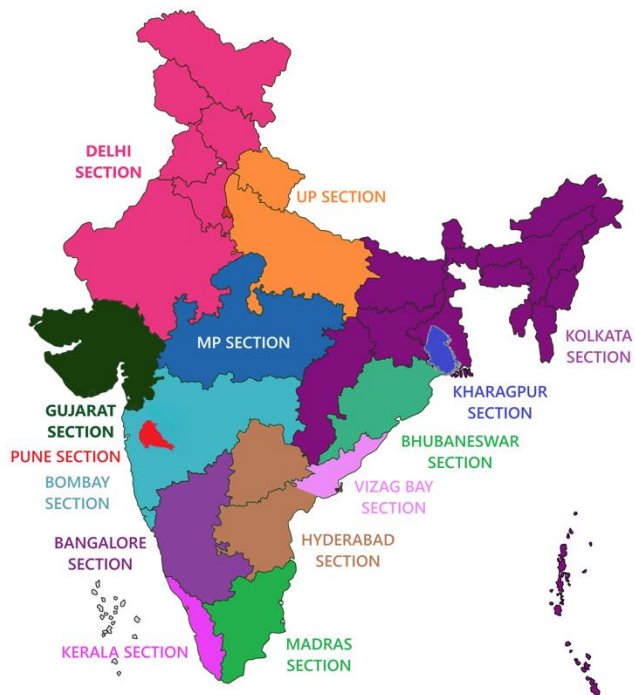 DELHI
SECTION
UP SECTION
MP SECTION
KOLKATA
SECTION
KHARAGPUR
SECTION
GUJARAT
SECTION
BHUBANESWAR
SECTION
PUNE SECTION
BOMBAY
SECTION
VIZAG BAY
SECTION
BANGALORE
SECTION
HYDERABAD
SECTION
KERALA SECTION
MADRAS
SECTION